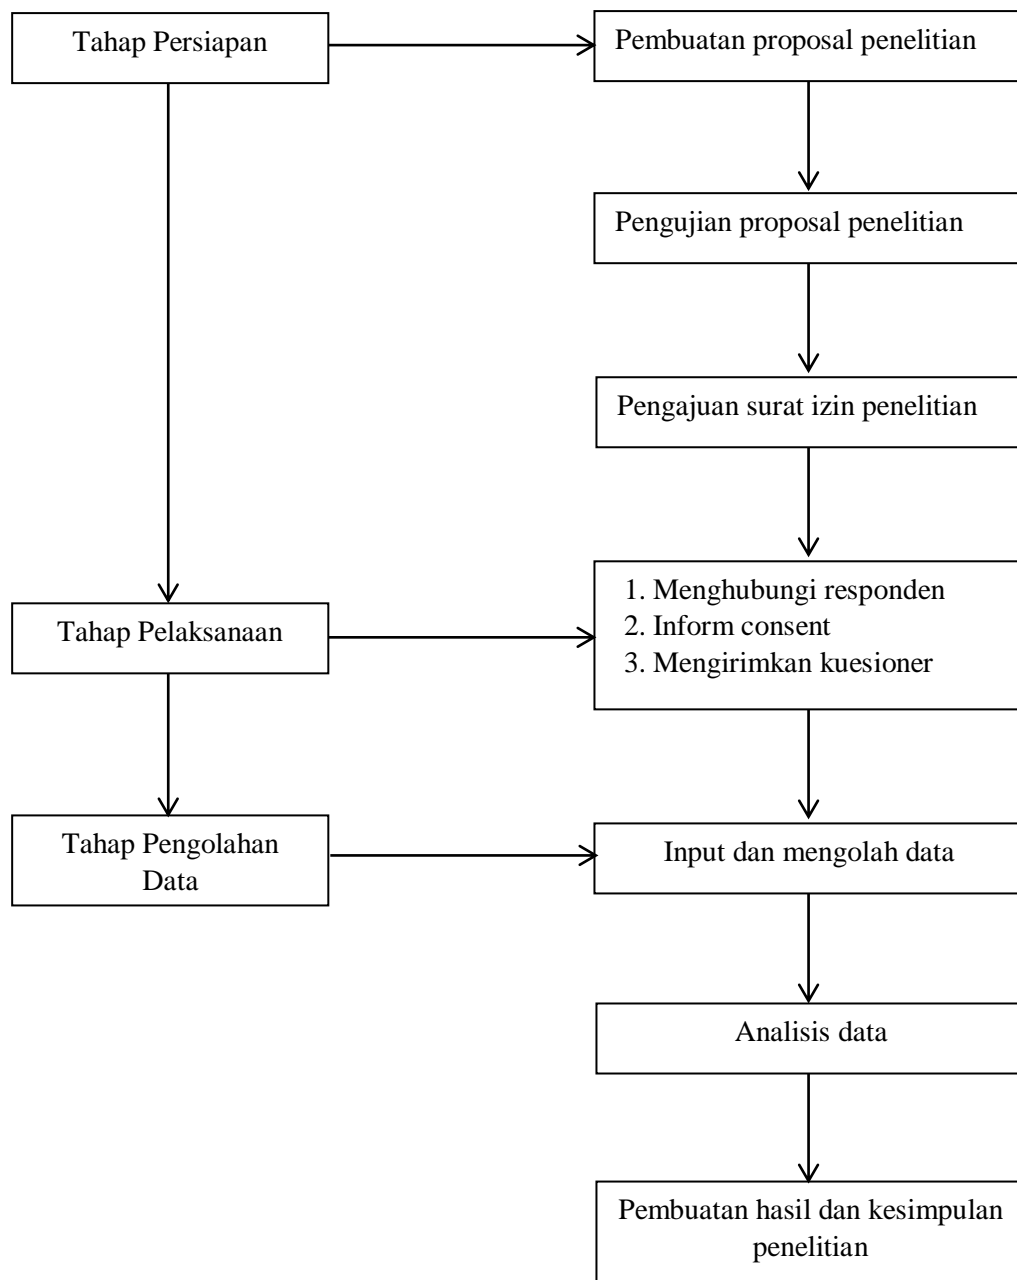 Tahap Persiapan
Pembuatan proposal penelitian
Pengujian proposal penelitian
Pengajuan surat izin penelitian
Tahap Pelaksanaan
1. Menghubungi responden
2. Inform consent
3. Mengirimkan kuesioner
Tahap Pengolahan
Data
Input dan mengolah data
Analisis data
Pembuatan hasil dan kesimpulan
penelitian